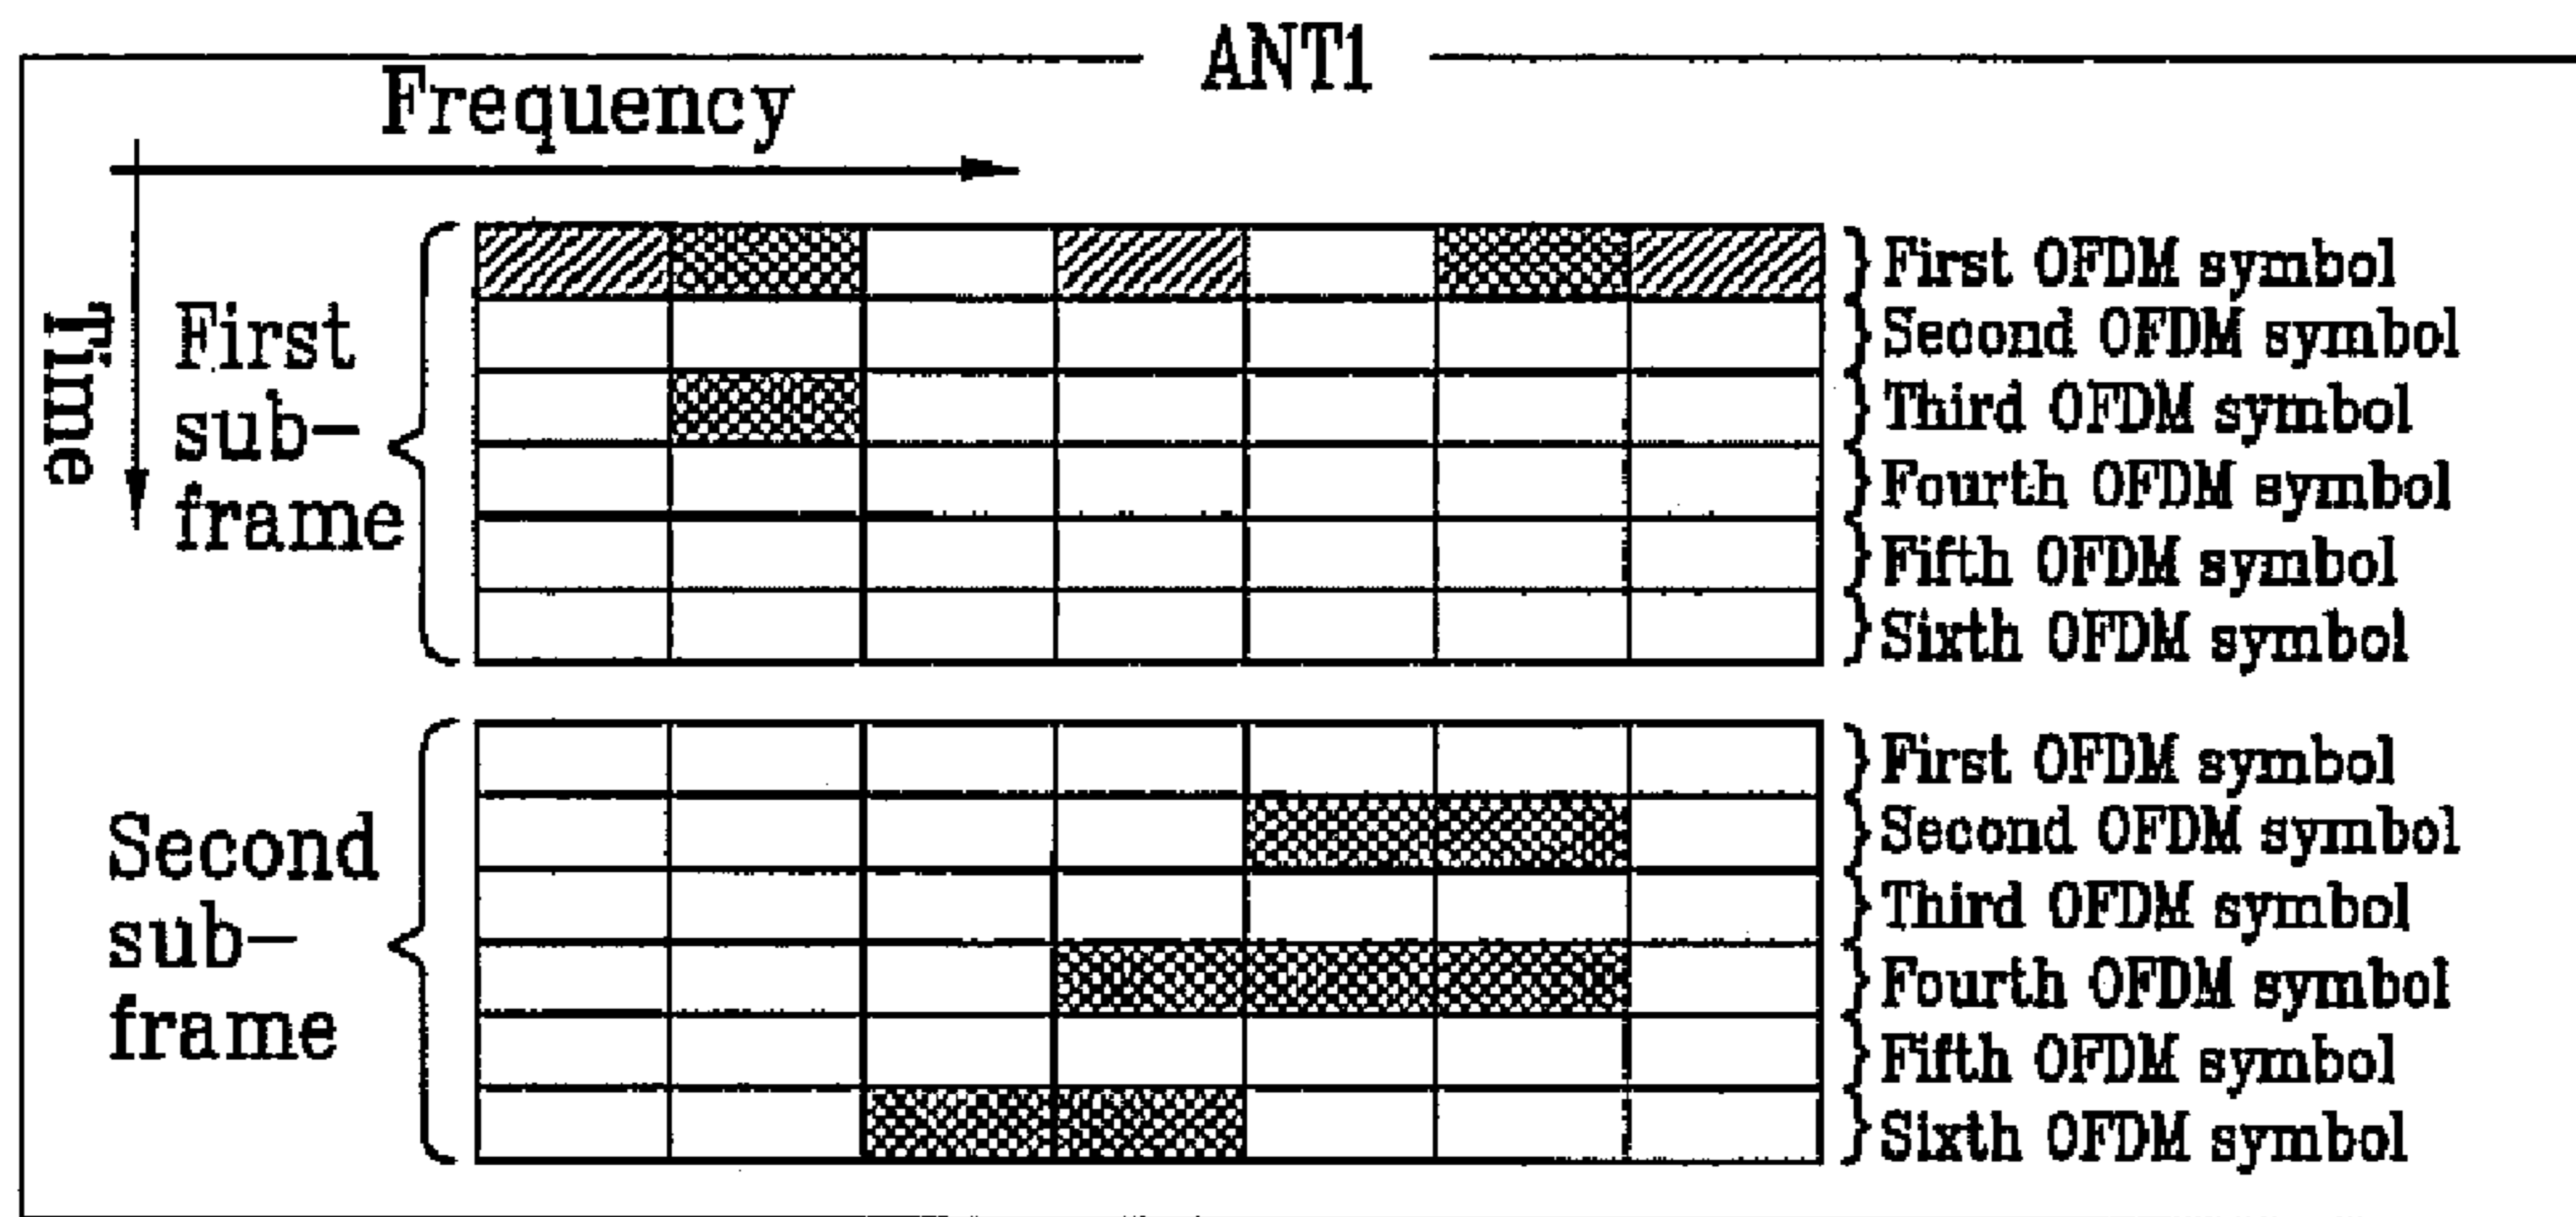 ANT1
Frequency
Time
First
sub-
frame
First OFDM symbol
Second OFDM symbol
Third OFDM symbol
Fourth OFDM symbol
Fifth OFDM symbol
Sixth OFDM symbol
Second
sub-
frame
First OFDM symbol
Second OFDM symbol
Third OFDM symbol
Fourth OFDM symbol
Fifth OFDM symbol
Sixth OFDM symbol